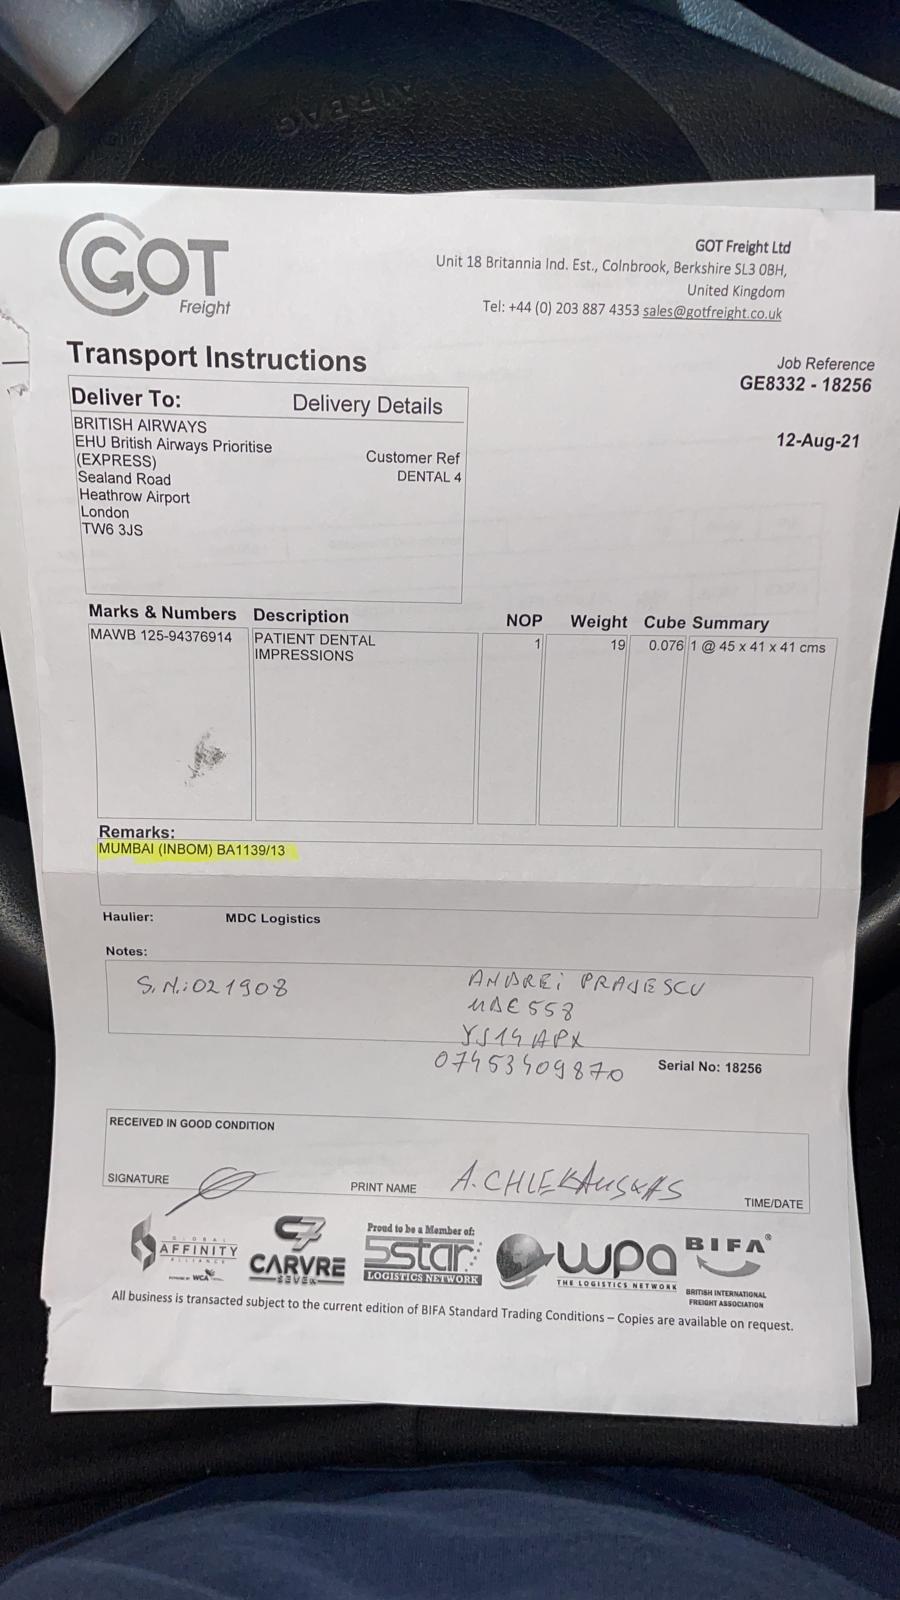 AIRBAG
GOT
Freight
GOT Freight Ltd
Unit 18 Britannia Ind. Est., Colnbrook, Berkshire SL3 0BH,
United Kingdom
Tel: +44 (0) 203 887 4353 sales@gotfreight.co.uk
Transport Instructions
Job Reference
GE8332 - 18256
12-Aug-21
Deliver To: Delivery Details
BRITISH AIRWAYS
EHU British Airways Prioritise
(EXPRESS)
Sealand Road
Heathrow Airport
London
TW6 3JS
Customer Ref
DENTAL 4
Marks & Numbers Description NOP Weight Cube Summary
MAWB 125-94376914 PATIENT DENTAL 1 19 0.076 1 @ 45 x 41 x 41 cms
IMPRESSIONS
Remarks:
MUMBAI (INBOM) BA1139/13
Haulier: MDC Logistics
Notes:
S.N.:021908
ANDREI
558
YS14 APX
07453409870
Serial No: 18256
RECEIVED IN GOOD CONDITION
SIGNATURE PRINT NAME A. TIME/DATE
GLOBAL
AFFINITY
ALLIANCE
WCA
C7
CARVRE
SEVEN
Proud to be a Member of:
5star
LOGISTICS NETWORK
wpa
THE LOGISTICS NETWORK
BIFA®
BRITISH INTERNATIONAL
FREIGHT ASSOCIATION
All business is transacted subject to the current edition of BIFA Standard Trading Conditions – Copies are available on request.